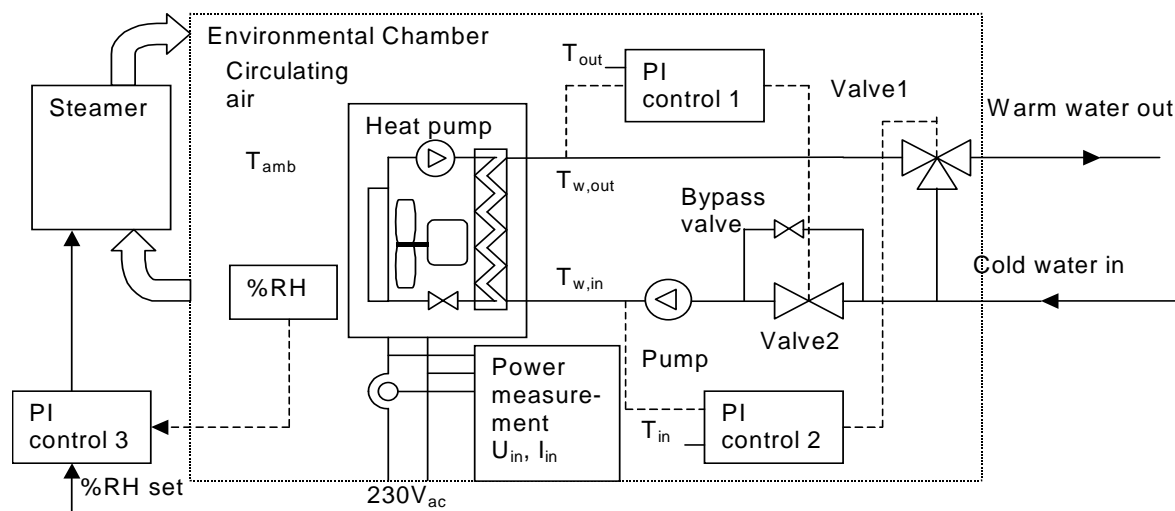 Environmental Chamber
Circulating
air
Steamer
T_amb
Heat pump
T_out
PI
control 1
Valve1
Warm water out
T_w,out
Bypass
valve
T_w,in
Cold water in
%RH
Valve2
Pump
Power
measure-
ment
U_in, I_in
PI
control 2
T_in
PI
control 3
%RH set
230V_ac